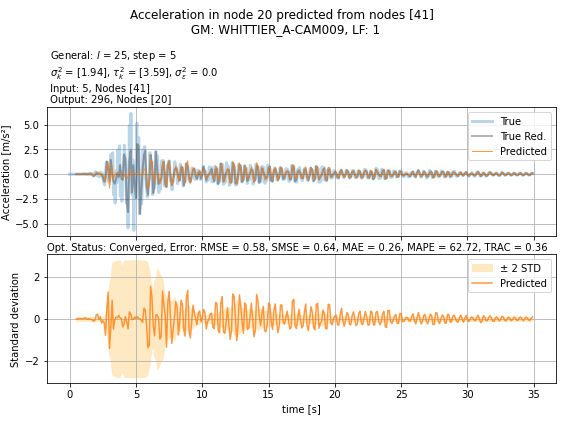 Acceleration in node 20 predicted from nodes [41]
GM: WHITTIER_A-CAM009, LF: 1
General: l = 25, step = 5
σ²ₖ = [1.94], τ²ₖ = [3.59], σ²ε = 0.0
Input: 5, Nodes [41]
Output: 296, Nodes [20]
Acceleration [m/s²]
5.0
2.5
0.0
−2.5
−5.0
True
True Red.
Predicted
Opt. Status: Converged, Error: RMSE = 0.58, SMSE = 0.64, MAE = 0.26, MAPE = 62.72, TRAC = 0.36
Standard deviation
2
0
−2
± 2 STD
Predicted
0 5 10 15 20 25 30 35
time [s]